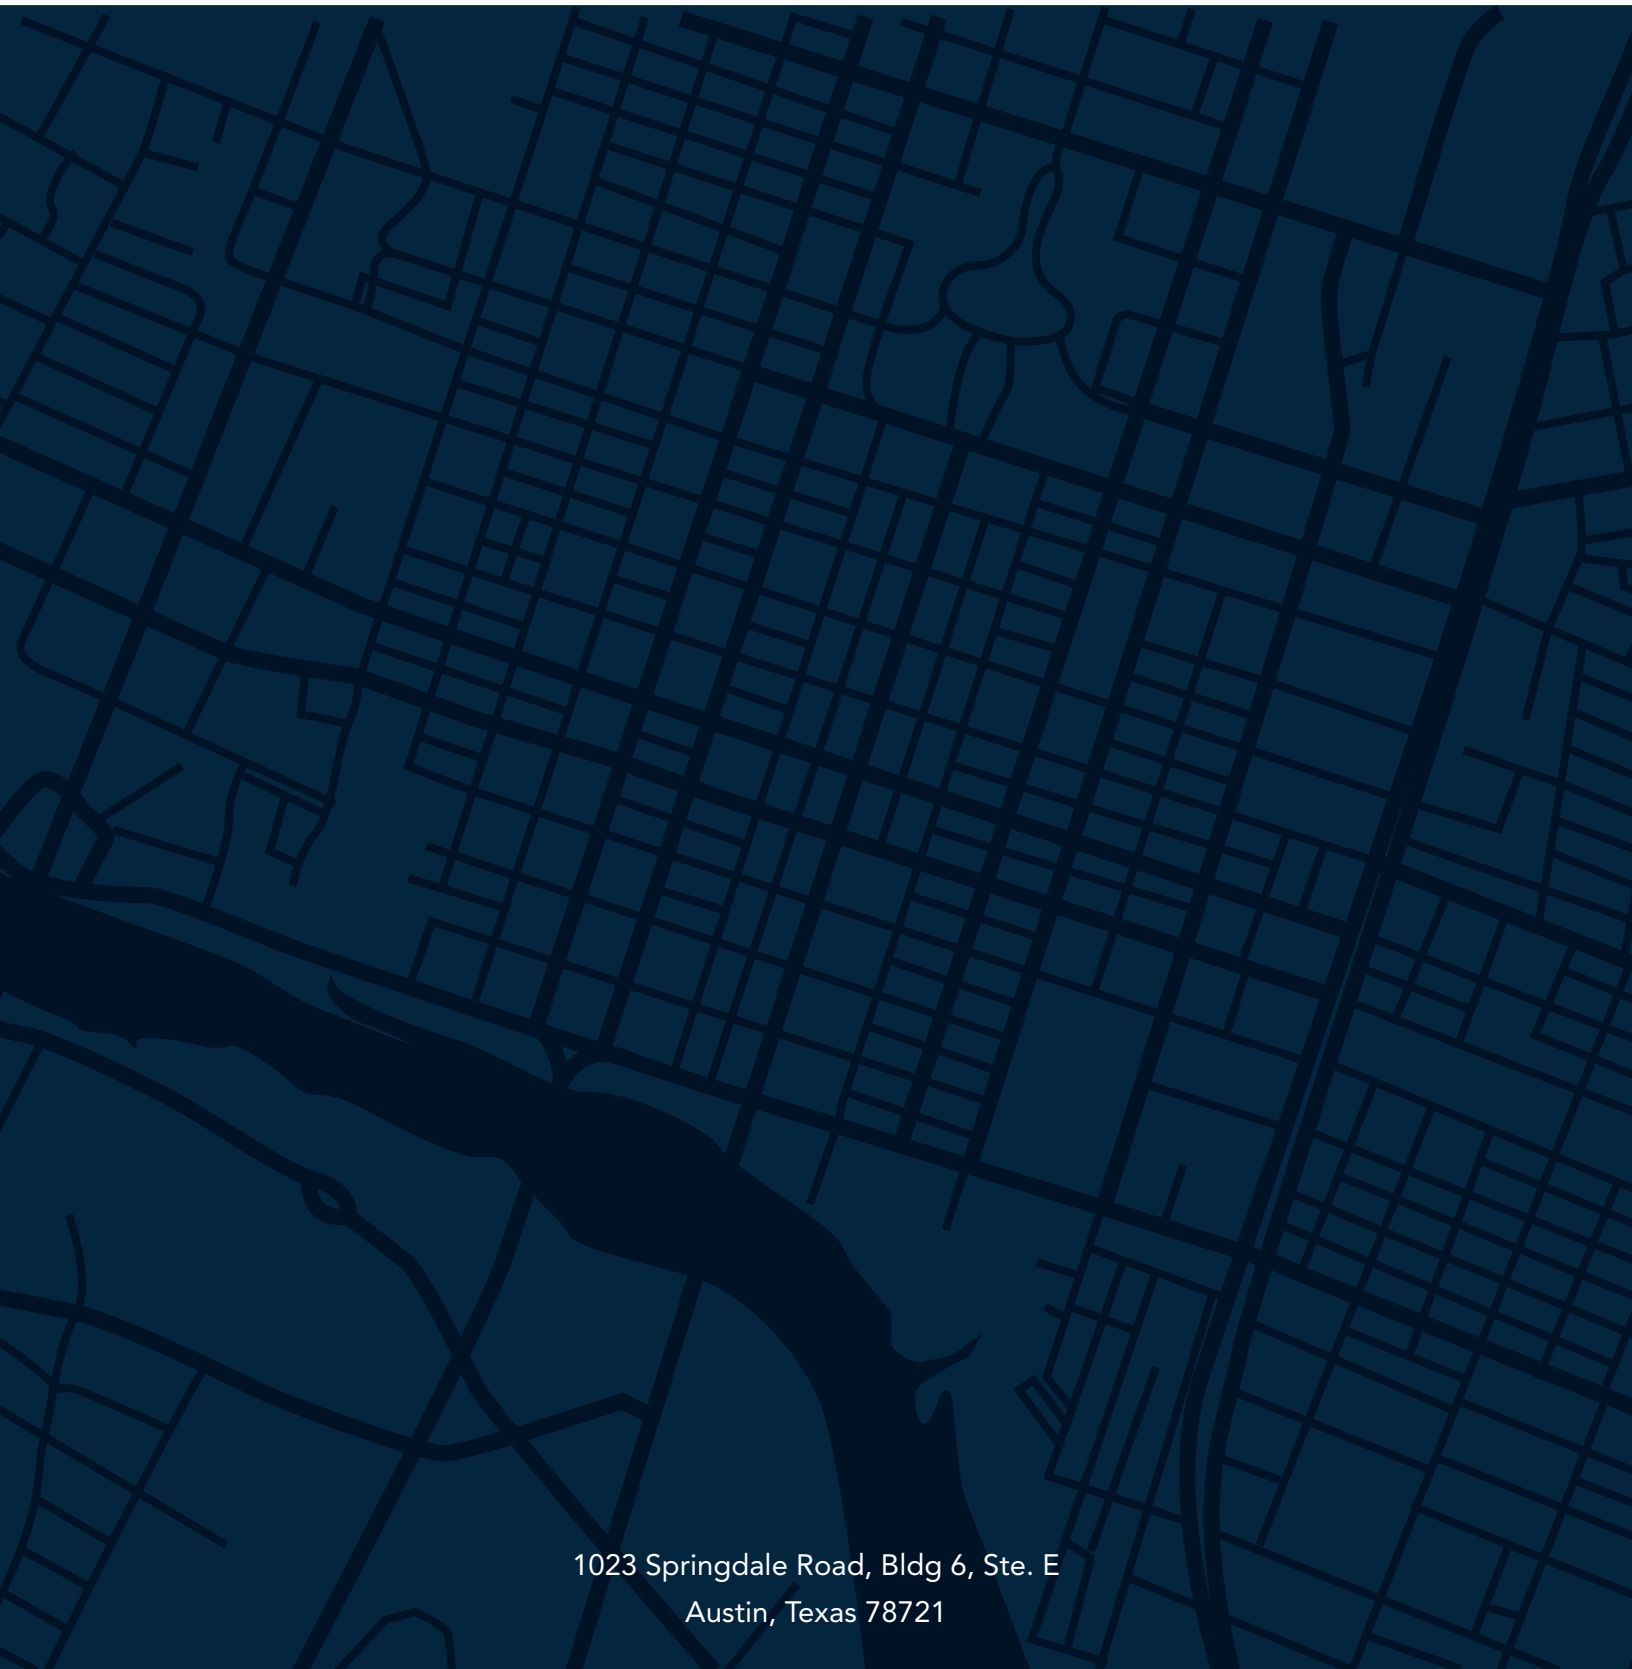 1023 Springdale Road, Bldg 6, Ste. E
Austin, Texas 78721